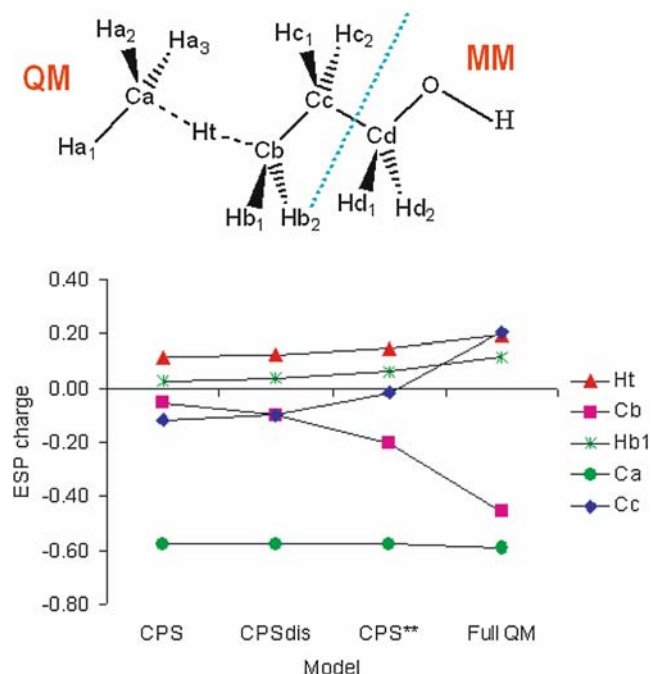 Ha2 Ha3 Hc1 Hc2
QM MM
Ca Cc O
Ha1 Ht Cb Cd H
Hb1 Hb2 Hd1 Hd2
0.40
0.20
0.00
-0.20
-0.40
-0.60
-0.80
ESP charge
CPS CPSdis CPS** Full QM
Model
Ht
Cb
Hb1
Ca
Cc